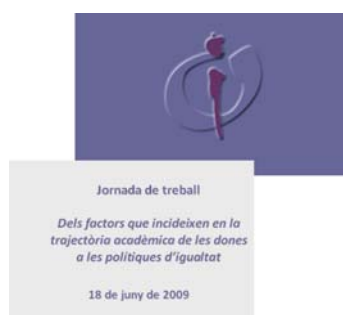 Jornada de treball
Dels factors que incideixen en la
trajectòria acadèmica de les dones
a les polítiques d'igualtat
18 de juny de 2009